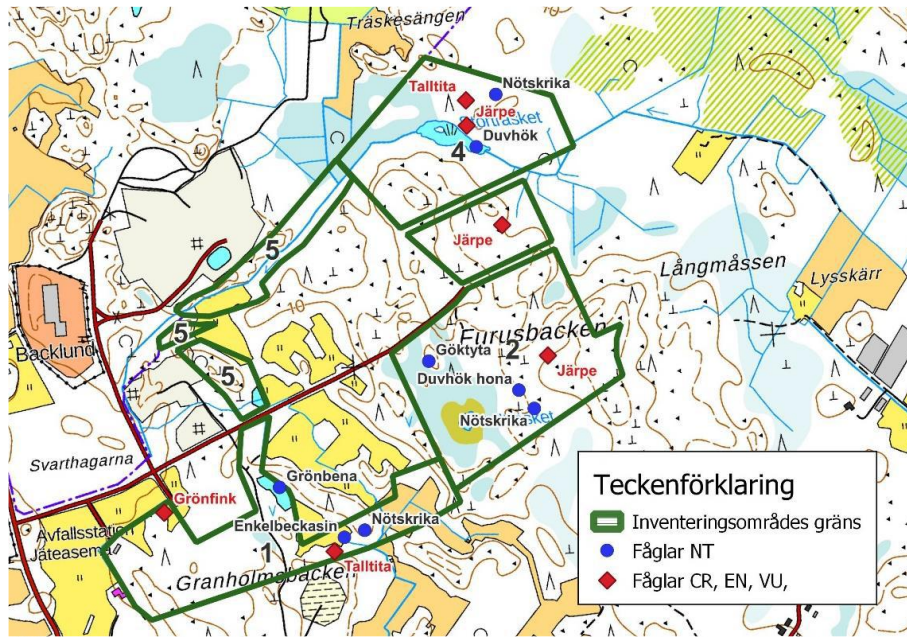 Träskesängen
Talltita
Nötskrika
Järpe
Duvhök
4
Järpe
5
Långmåssen
Lysskärr
10
5
Backlund
Furusbacken
Göktyta
2
Järpe
5
Duvhök hona
Nötskrika
Svarthagarna
Grönbena
Grönfink
Enkelbeckasin
Nötskrika
Avfallsstation
Jäteasema
1
Talltita
Granholmsbacken
Teckenförklaring
Inventeringsområdes gräns
Fåglar NT
Fåglar CR, EN, VU,